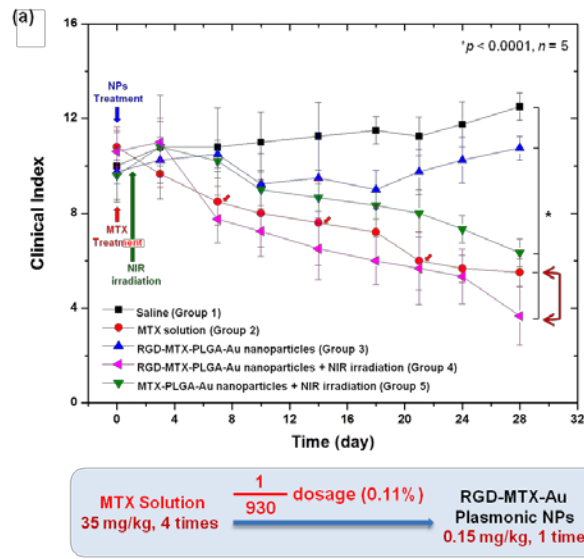 (a)
*p < 0.0001, n = 5
NPs
Treatment
MTX
Treatment
NIR
irradiation
Clinical Index
16
12
8
4
0
Saline (Group 1)
MTX solution (Group 2)
RGD-MTX-PLGA-Au nanoparticles (Group 3)
RGD-MTX-PLGA-Au nanoparticles + NIR irradiation (Group 4)
MTX-PLGA-Au nanoparticles + NIR irradiation (Group 5)
*
0 4 8 12 16 20 24 28 32
Time (day)
MTX Solution
35 mg/kg, 4 times
1
930
dosage (0.11%)
RGD-MTX-Au
Plasmonic NPs
0.15 mg/kg, 1 time